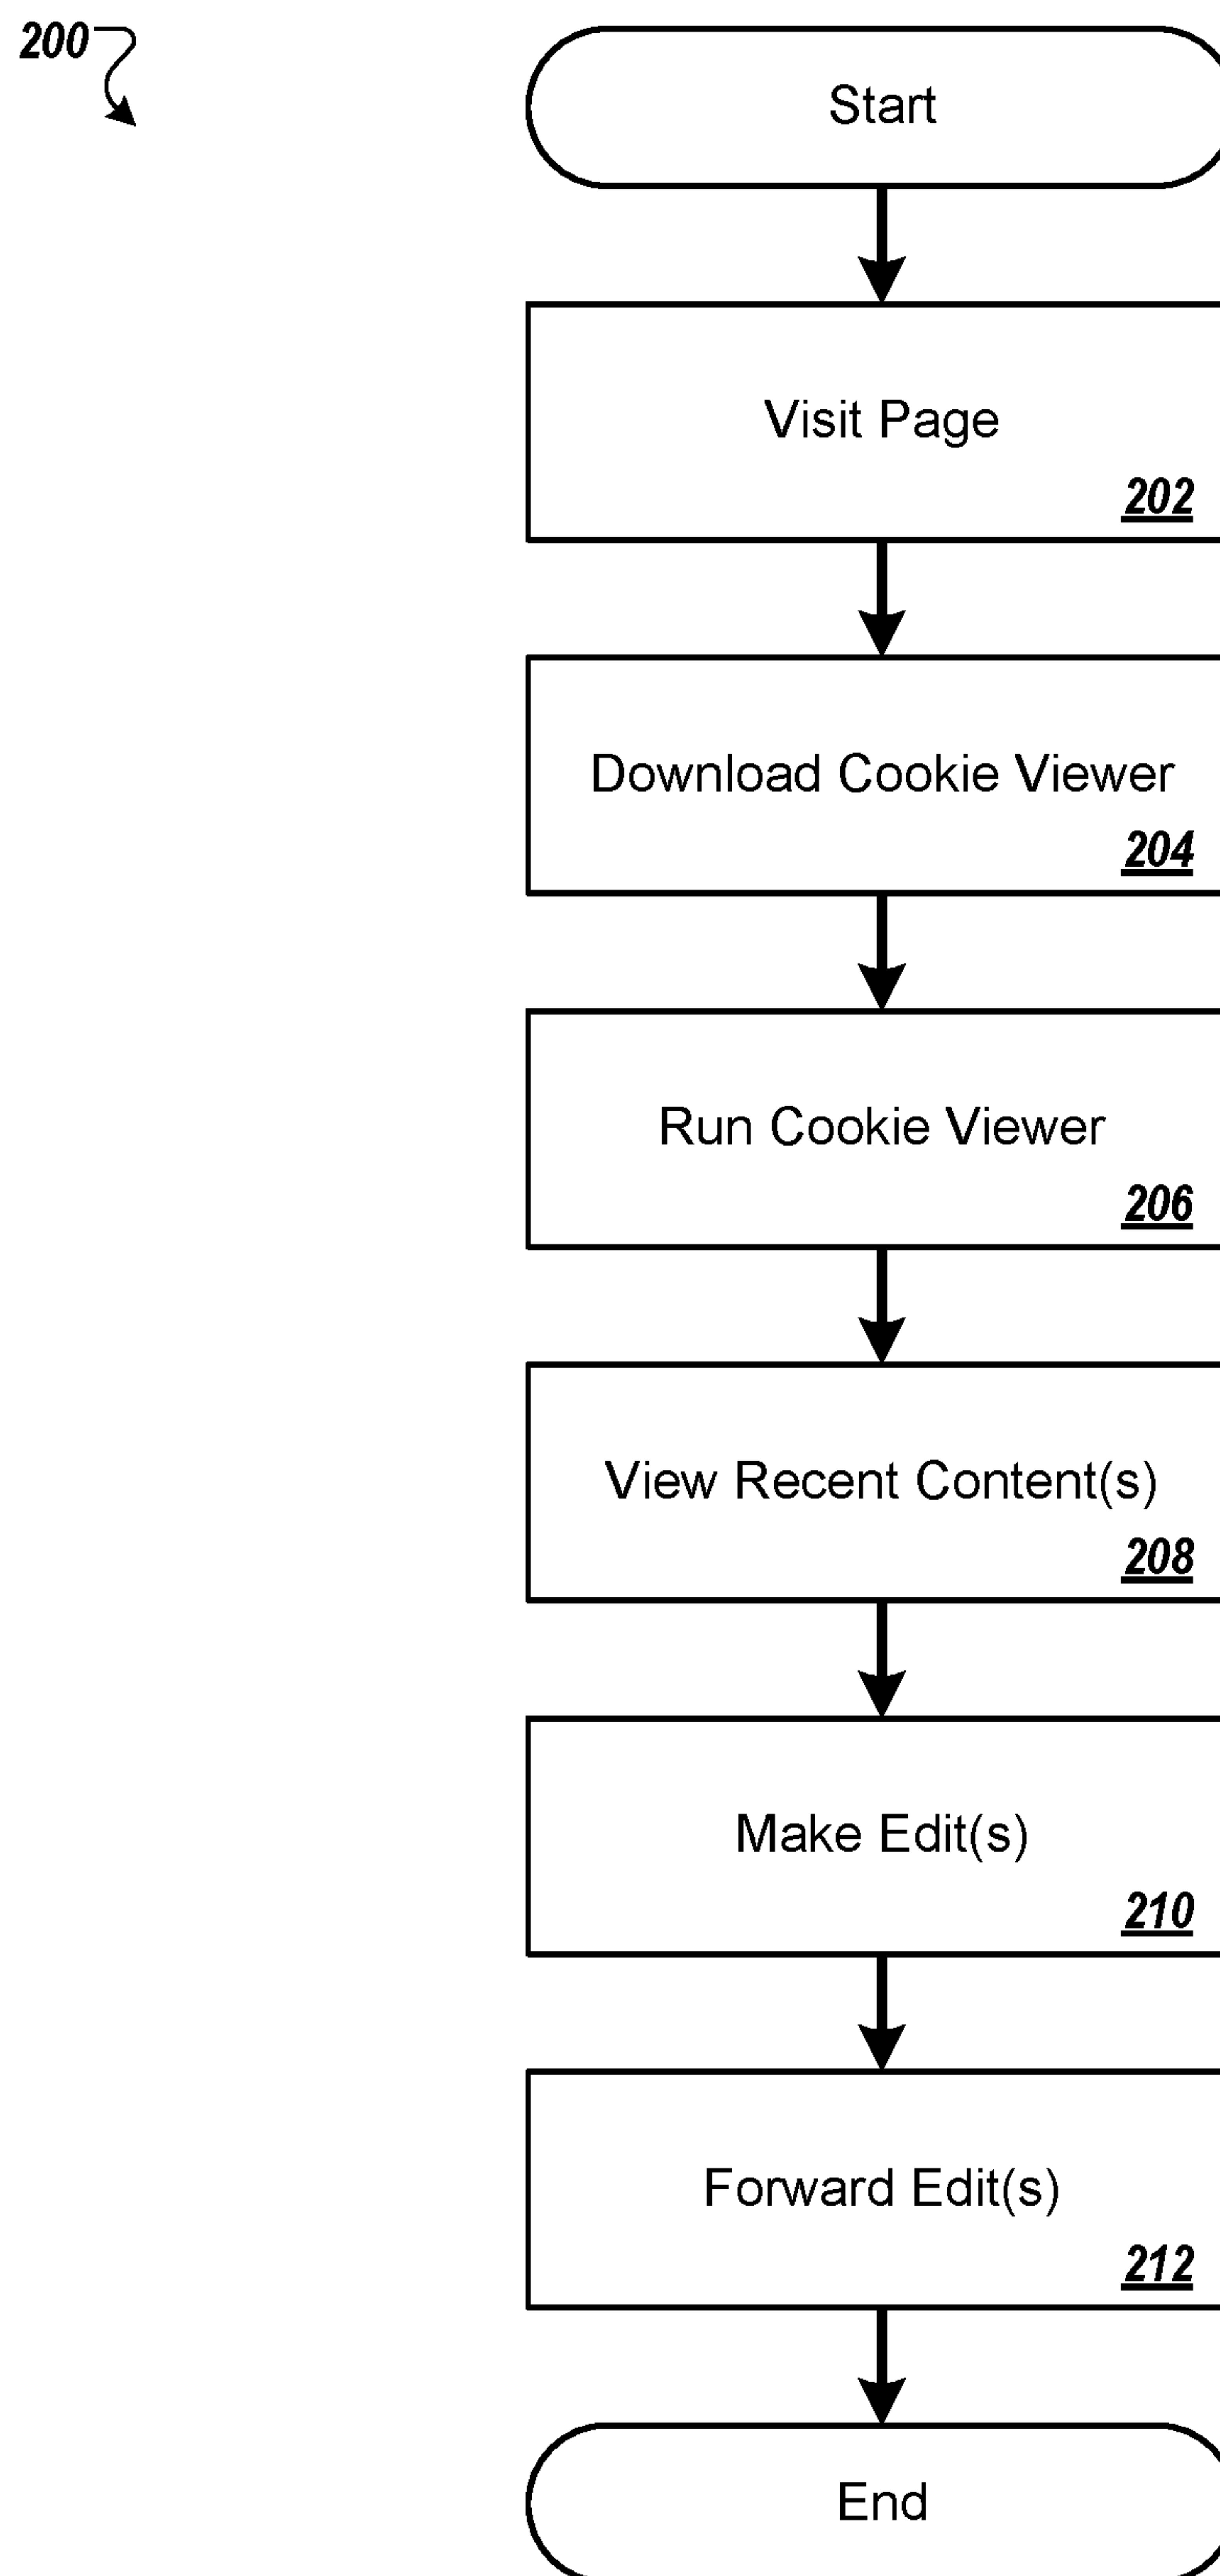 200
Start
Visit Page
202
Download Cookie Viewer
204
Run Cookie Viewer
206
View Recent Content(s)
208
Make Edit(s)
210
Forward Edit(s)
212
End